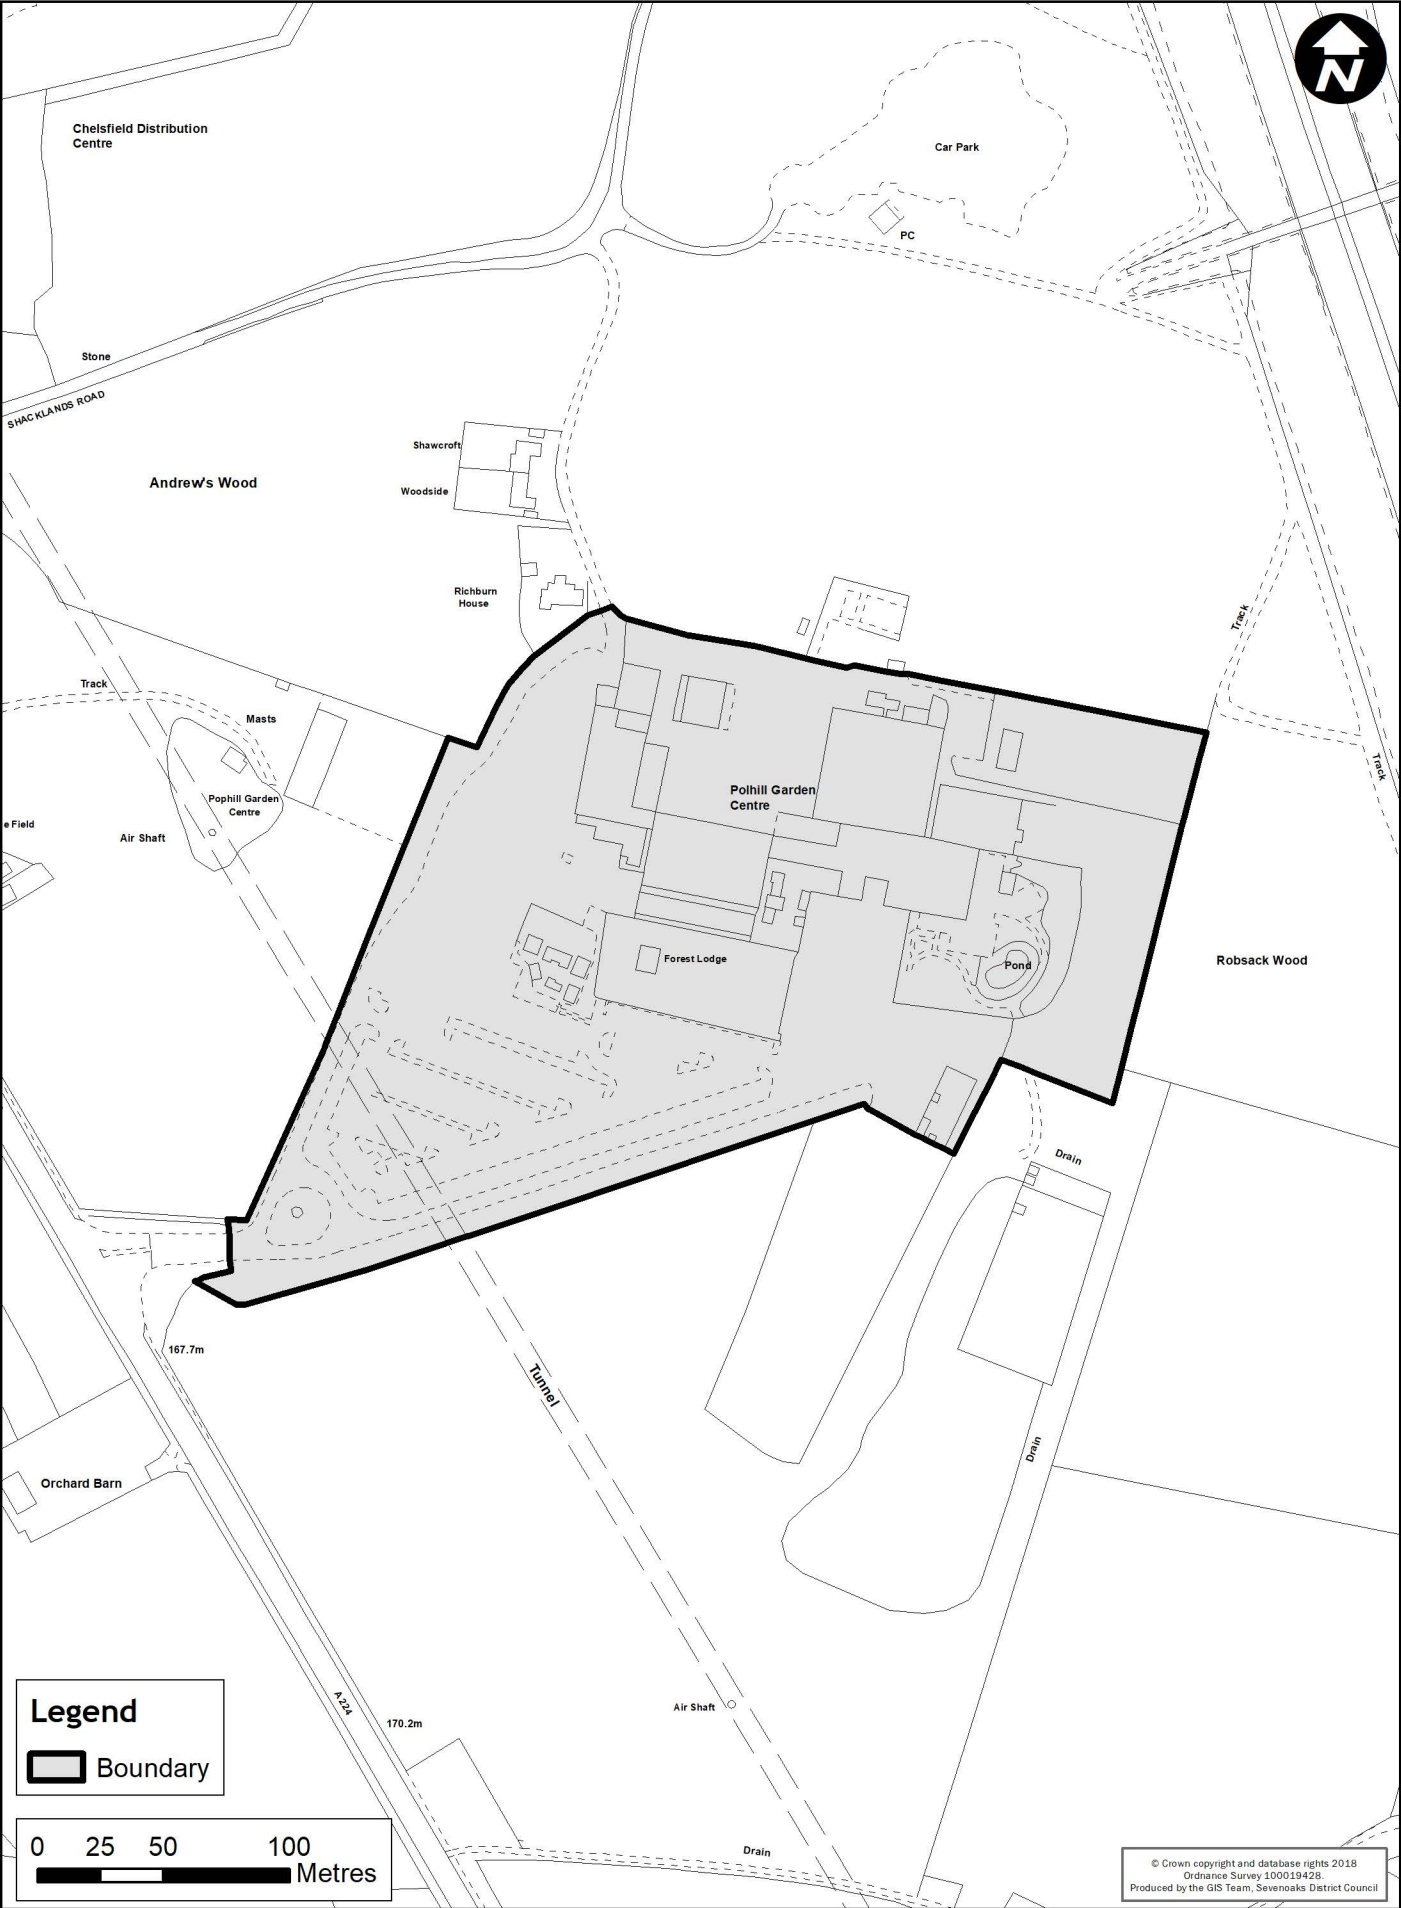 N
Chelsfield Distribution
Centre
Car Park
PC
Stone
SHACKLANDS ROAD
Shawcroft
Andrew's Wood
Woodside
Richburn
House
Track
Track
Masts
Track
Polhill Garden
Centre
Pophill Garden
Centre
e Field
Air Shaft
Forest Lodge
Pond
Robsack Wood
Drain
167.7m
Tunnel
Drain
Orchard Barn
A 224
170.2m
Air Shaft
Legend
Boundary
0 25 50 100
Metres
Drain
© Crown copyright and database rights 2018
Ordnance Survey 100019428.
Produced by the GIS Team, Sevenoaks District Council